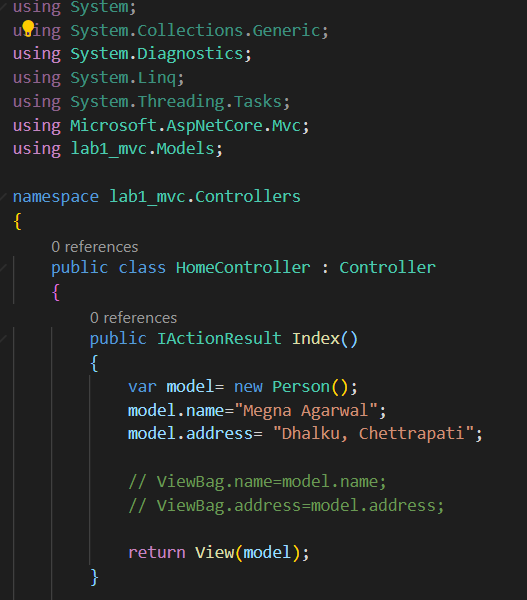 using System;
using System.Collections.Generic;
using System.Diagnostics;
using System.Linq;
using System.Threading.Tasks;
using Microsoft.AspNetCore.Mvc;
using lab1_mvc.Models;
namespace lab1_mvc.Controllers
{
0 references
public class HomeController : Controller
{
0 references
public IActionResult Index()
{
var model= new Person();
model.name="Megna Agarwal";
model.address= "Dhalku, Chettrapati";
// ViewBag.name=model.name;
// ViewBag.address=model.address;
return View(model);
}